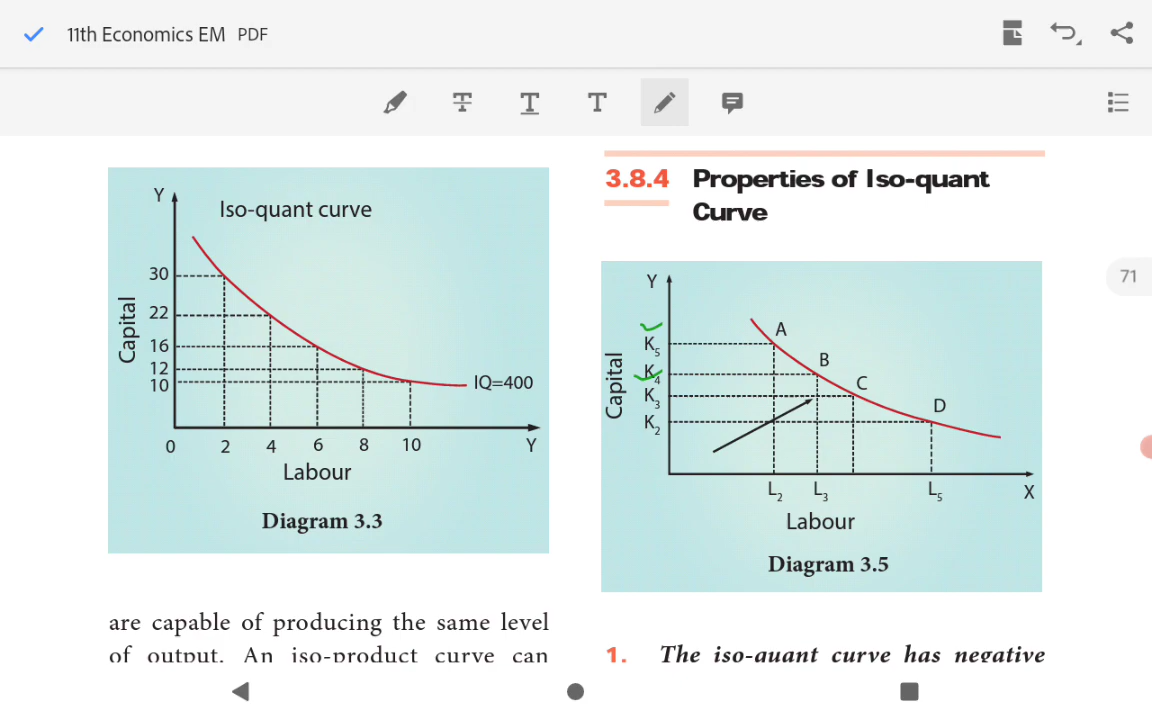 11th Economics EM PDF
Y
Iso-quant curve
30
22
16
12
10
Capital
IQ=400
0 2 4 6 8 10 Y
Labour
Diagram 3.3
are capable of producing the same level
of output. An iso-product curve can
3.8.4 Properties of Iso-quant
Curve
71
Y
A
K5
B
K4
C
K3
D
K2
Capital
L2 L3 L5 X
Labour
Diagram 3.5
1. The iso-quant curve has negative